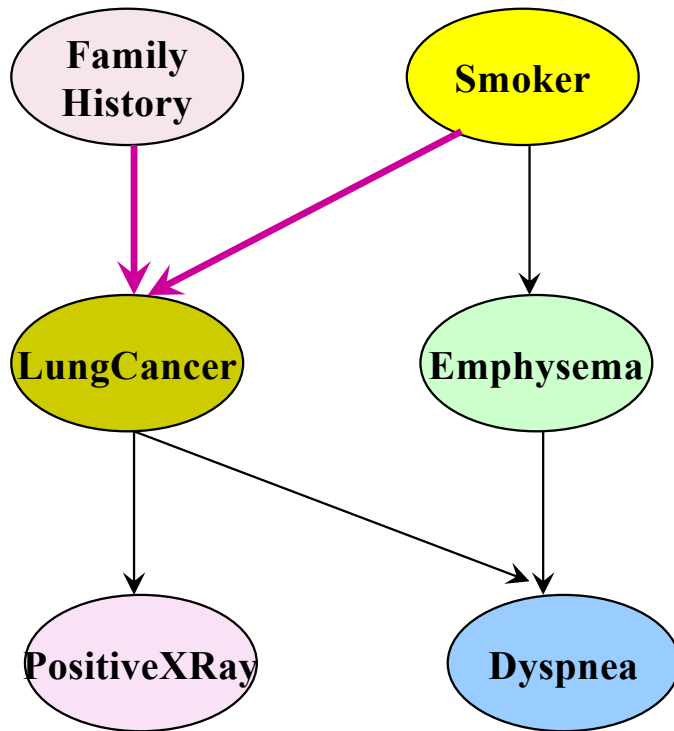 Family
History
Smoker
LungCancer
Emphysema
PositiveXRay
Dyspnea